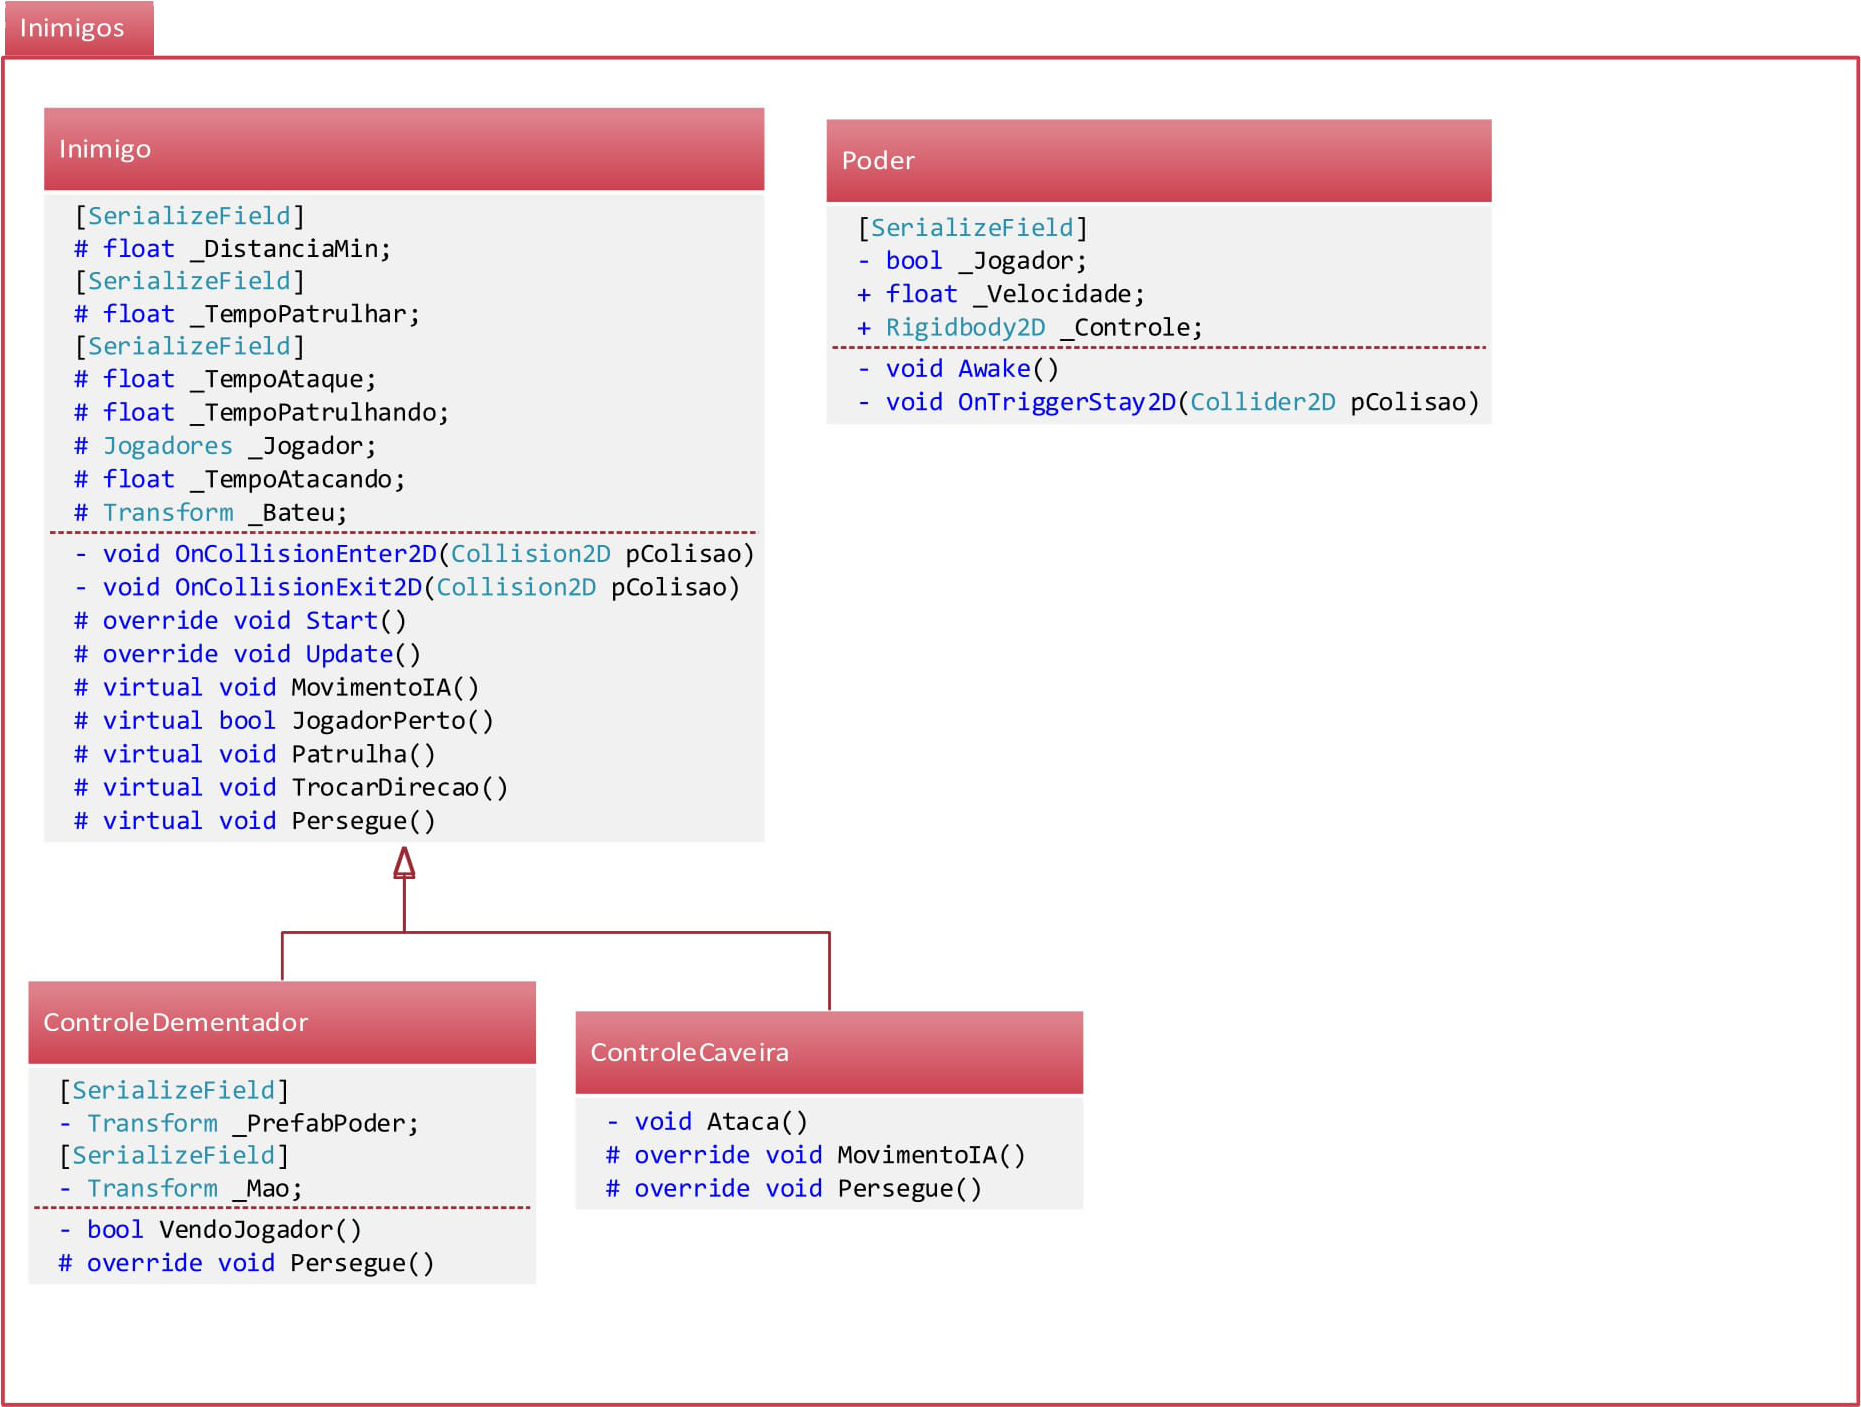 Inimigos
Inimigo
[SerializeField]
# float _DistanciaMin;
[SerializeField]
# float _TempoPatrulhar;
[SerializeField]
# float _TempoAtaque;
# float _TempoPatrulhando;
# Jogadores _Jogador;
# float _TempoAtacando;
# Transform _Bateu;
- void OnCollisionEnter2D(Collision2D pColisao)
- void OnCollisionExit2D(Collision2D pColisao)
# override void Start()
# override void Update()
# virtual void MovimentoIA()
# virtual bool JogadorPerto()
# virtual void Patrulha()
# virtual void TrocarDirecao()
# virtual void Persegue()
Poder
[SerializeField]
- bool _Jogador;
+ float _Velocidade;
+ Rigidbody2D _Controle;
- void Awake()
- void OnTriggerStay2D(Collider2D pColisao)
ControleDementador
[SerializeField]
- Transform _PrefabPoder;
[SerializeField]
- Transform _Mao;
- bool VendoJogador()
# override void Persegue()
ControleCaveira
- void Ataca()
# override void MovimentoIA()
# override void Persegue()